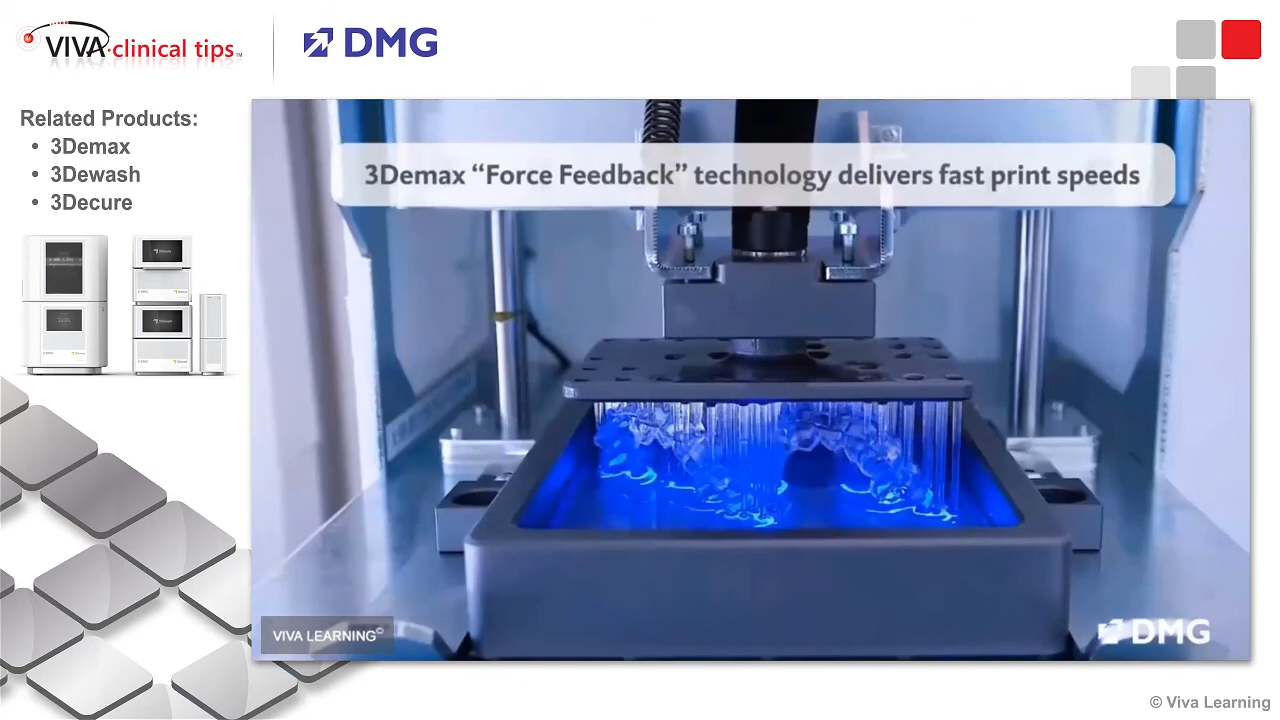 VIVA clinical tips™
DMG
Related Products:
• 3Demax
• 3Dewash
• 3Decure
3Demax “Force Feedback” technology delivers fast print speeds
VIVA LEARNING©
DMG
© Viva Learning